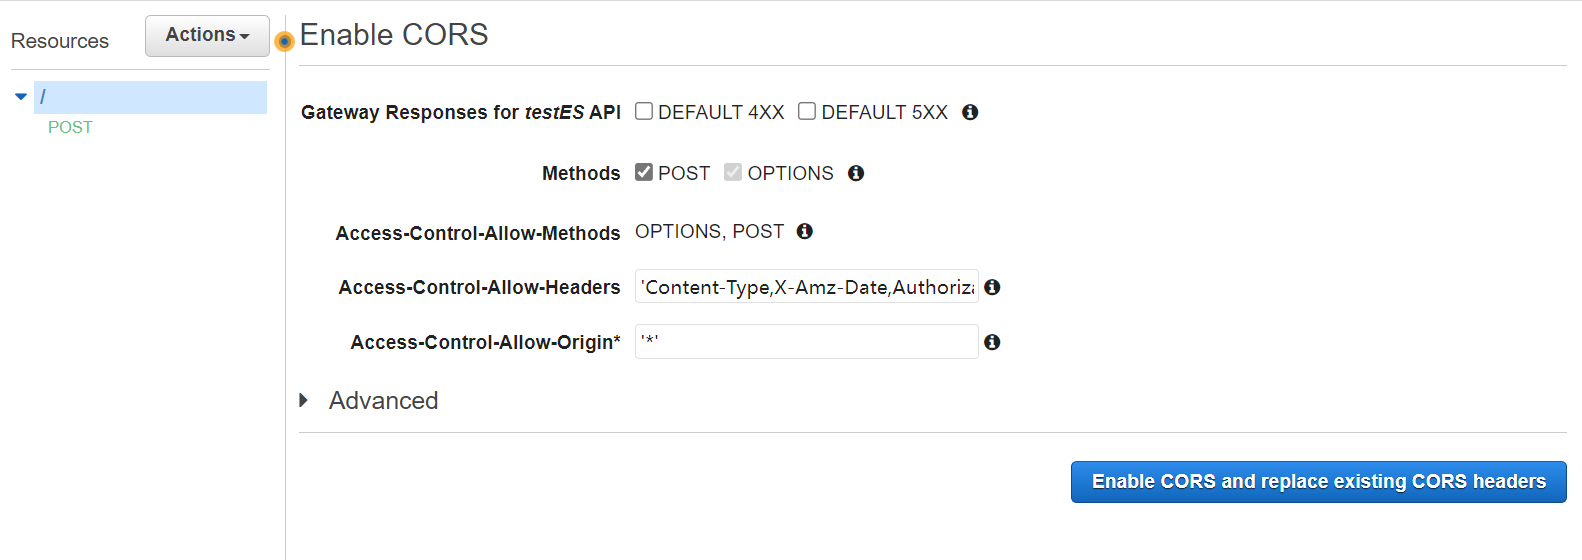 Resources
Actions
Enable CORS
/
POST
Gateway Responses for testES API DEFAULT 4XX DEFAULT 5XX
Methods POST OPTIONS
Access-Control-Allow-Methods OPTIONS, POST
Access-Control-Allow-Headers 'Content-Type,X-Amz-Date,Authoriz
Access-Control-Allow-Origin* '*'
Advanced
Enable CORS and replace existing CORS headers